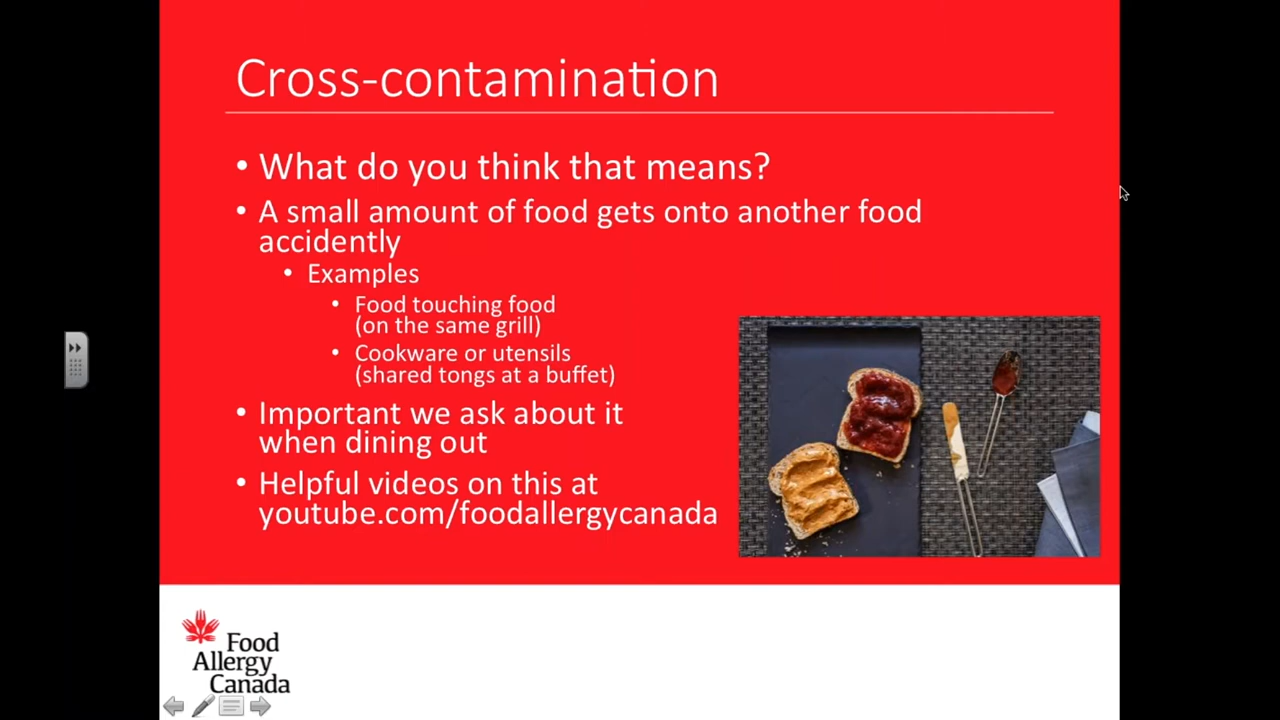 Cross-contamination
• What do you think that means?
• A small amount of food gets onto another food
accidently
• Examples
• Food touching food
(on the same grill)
• Cookware or utensils
(shared tongs at a buffet)
• Important we ask about it
when dining out
• Helpful videos on this at
youtube.com/foodallergycanada
Food
Allergy
Canada